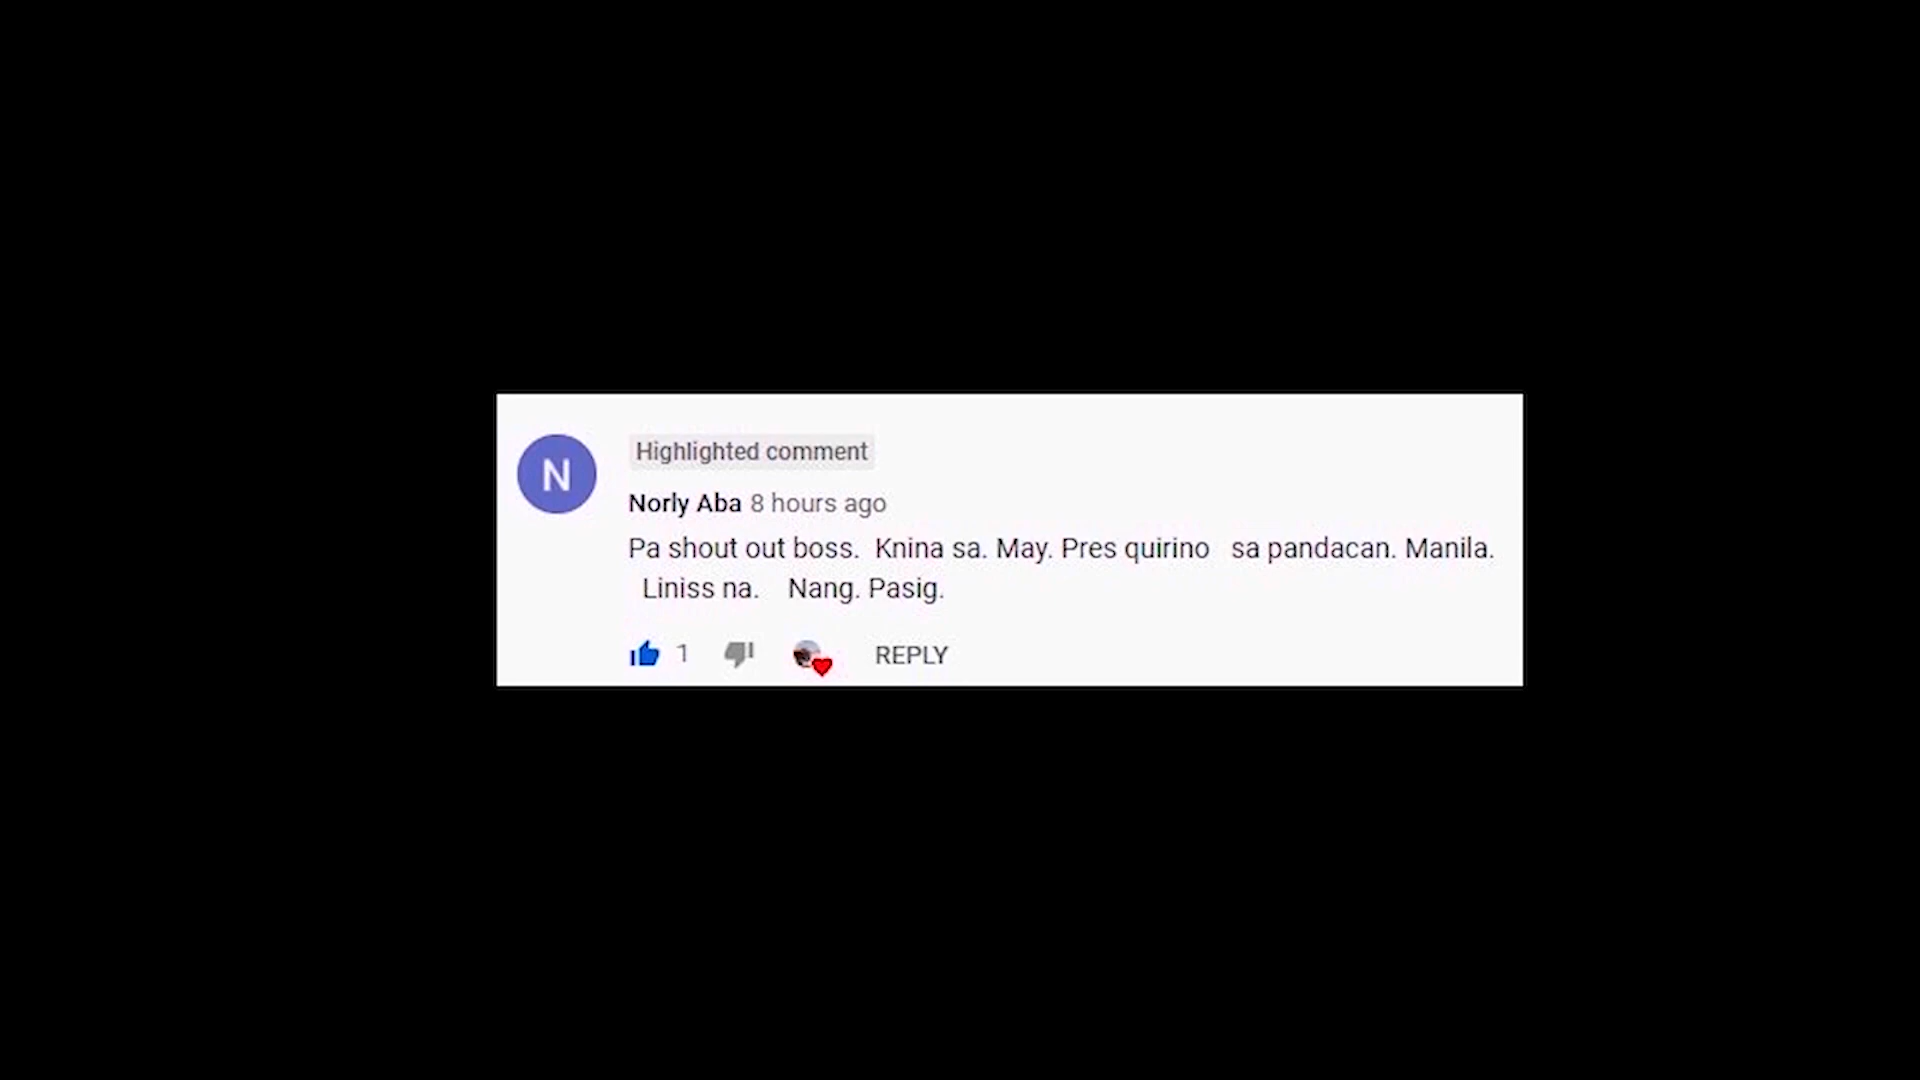 N
Highlighted comment
Norly Aba 8 hours ago
Pa shout out boss.  Knina sa. May. Pres quirino   sa pandacan. Manila.
Liniss na.    Nang. Pasig.
1 REPLY